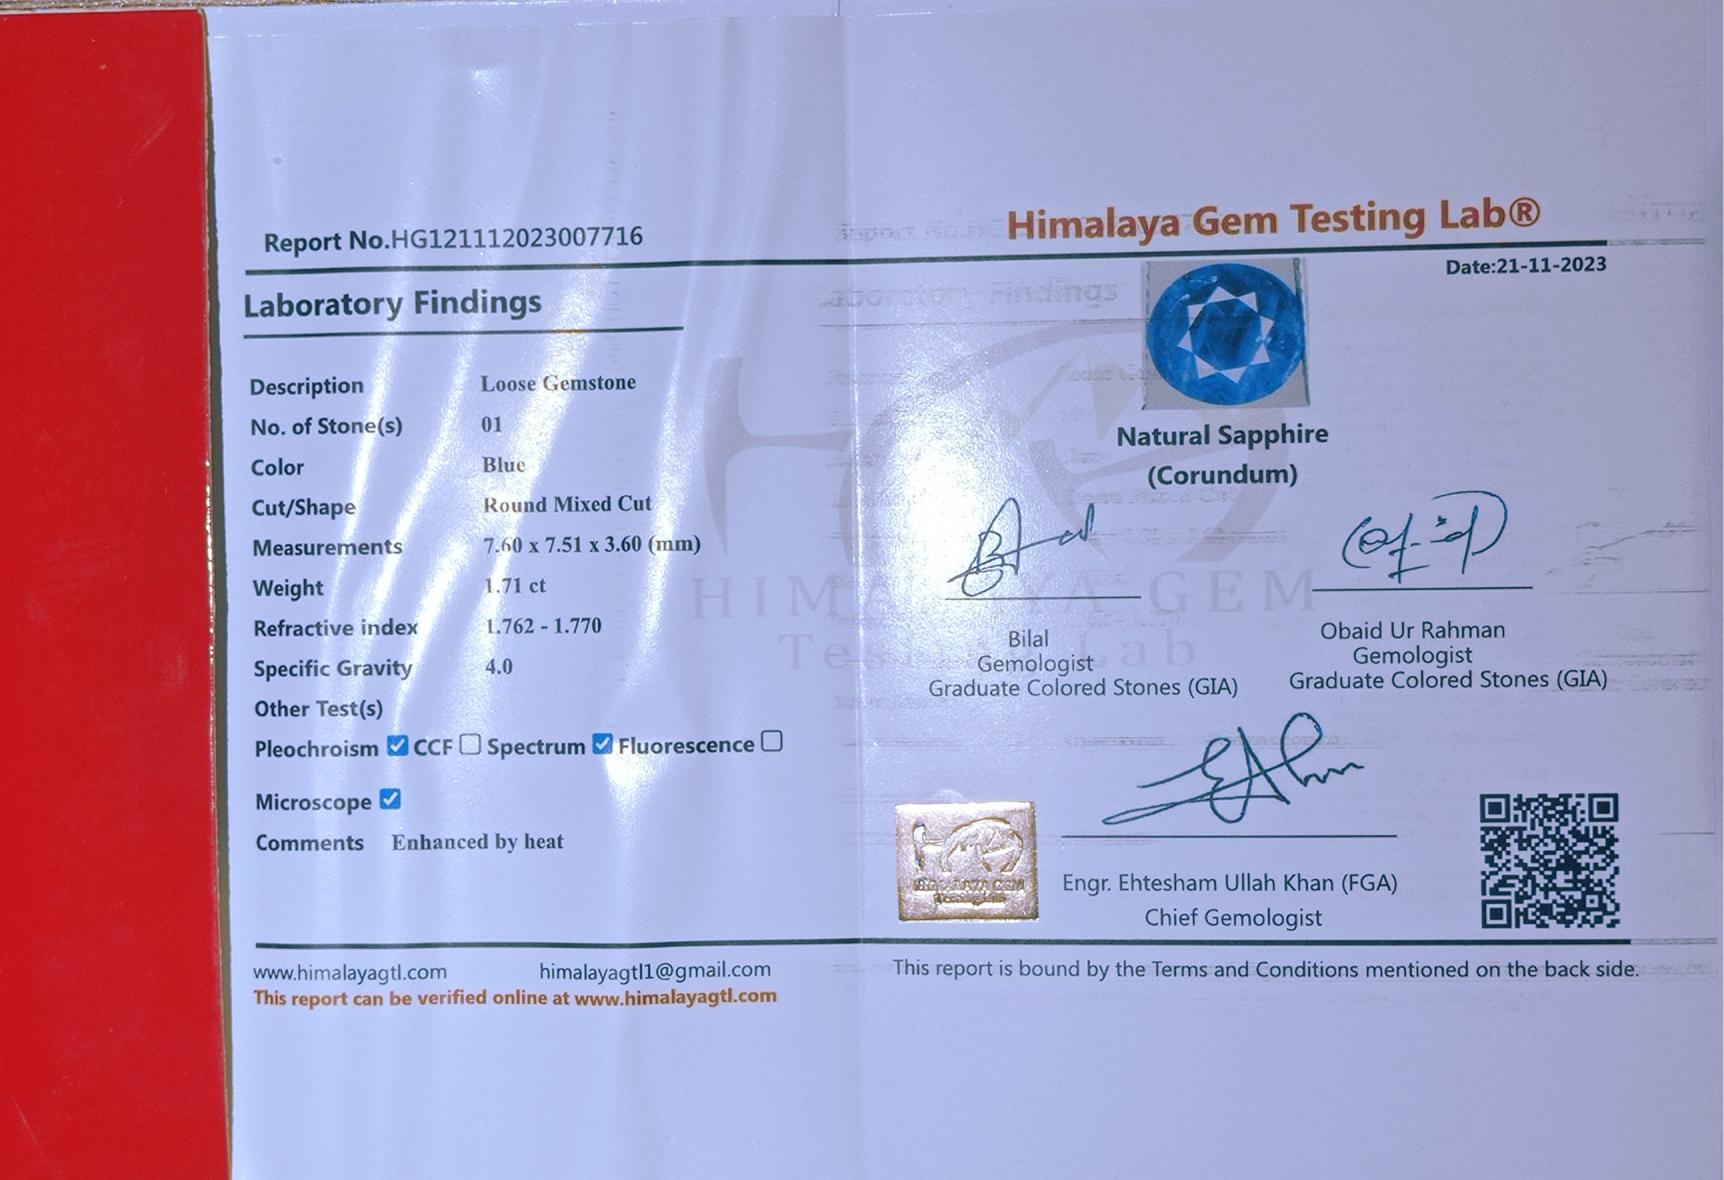 Report No.HG121112023007716
Himalaya Gem Testing Lab®
Date:21-11-2023
Laboratory Findings
Description Loose Gemstone
No. of Stone(s) 01
Color Blue
Cut/Shape Round Mixed Cut
Measurements 7.60 x 7.51 x 3.60 (mm)
Weight 1.71 ct
Refractive index 1.762 - 1.770
Specific Gravity 4.0
Other Test(s)
Pleochroism CCF Spectrum Fluorescence
Microscope
Comments Enhanced by heat
Natural Sapphire
(Corundum)
HIMALAYA GEM
Testing Lab
Bilal
Gemologist
Graduate Colored Stones (GIA)
Obaid Ur Rahman
Gemologist
Graduate Colored Stones (GIA)
HIMALAYA GEM
Engr. Ehtesham Ullah Khan (FGA)
Chief Gemologist
www.himalayagtl.com himalayagtl1@gmail.com
This report can be verified online at www.himalayagtl.com
This report is bound by the Terms and Conditions mentioned on the back side.